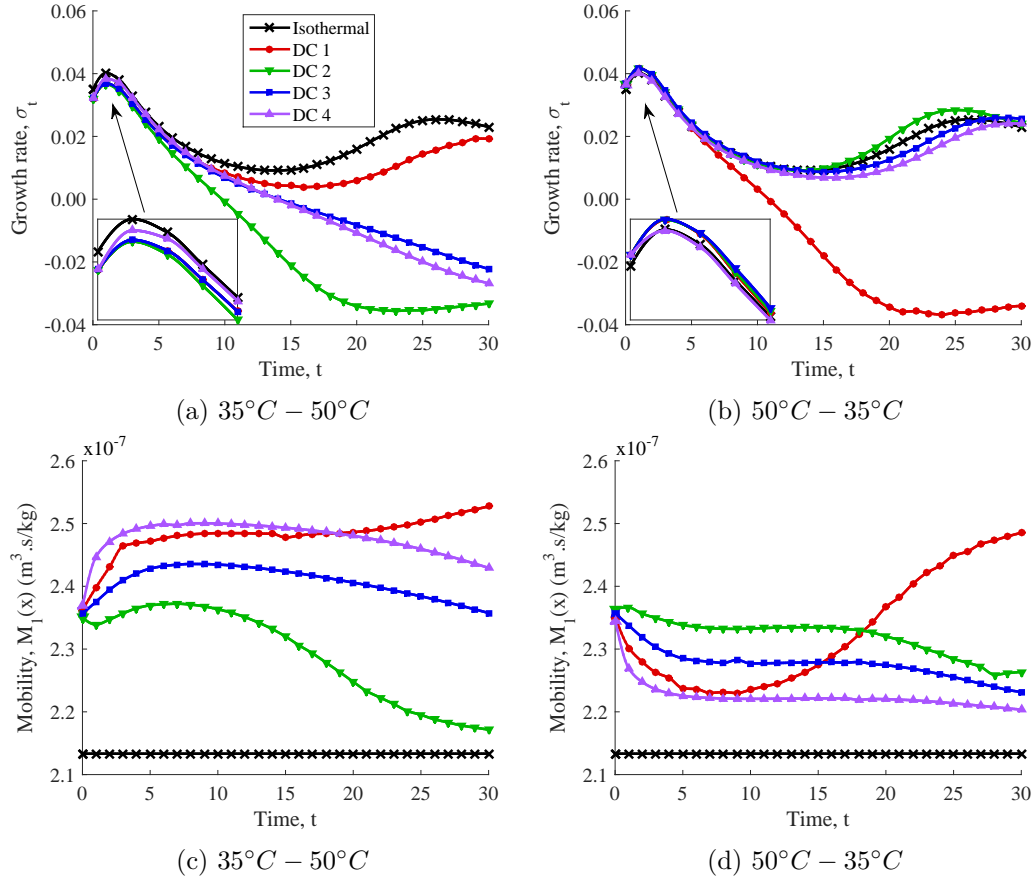 0.06
0.04
0.02
0.00
-0.02
-0.04
Growth rate, σt
Isothermal
DC 1
DC 2
DC 3
DC 4
0 5 10 15 20 25 30
Time, t
(a) 35°C − 50°C
0.06
0.04
0.02
0.00
-0.02
-0.04
Growth rate, σt
0 5 10 15 20 25 30
Time, t
(b) 50°C − 35°C
x10-7
2.6
2.5
2.4
2.3
2.2
2.1
Mobility, M1(x) (m3.s/kg)
0 5 10 15 20 25 30
Time, t
(c) 35°C − 50°C
x10-7
2.6
2.5
2.4
2.3
2.2
2.1
Mobility, M1(x) (m3.s/kg)
0 5 10 15 20 25 30
Time, t
(d) 50°C − 35°C